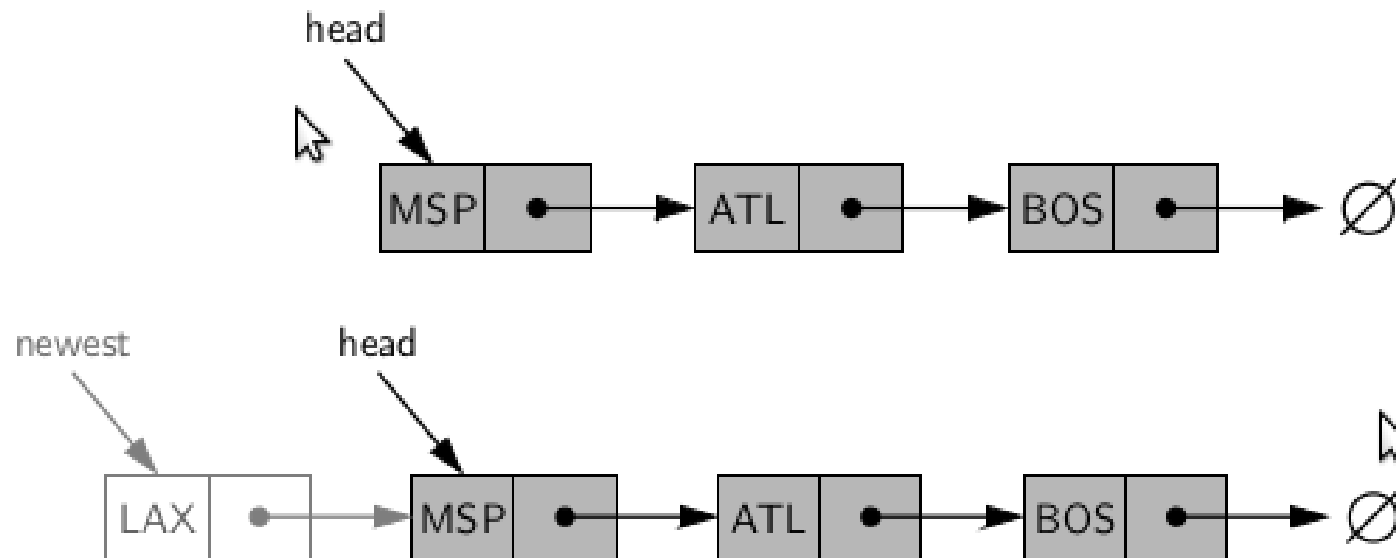 head
MSP ATL BOS ∅
newest head
LAX MSP ATL BOS ∅